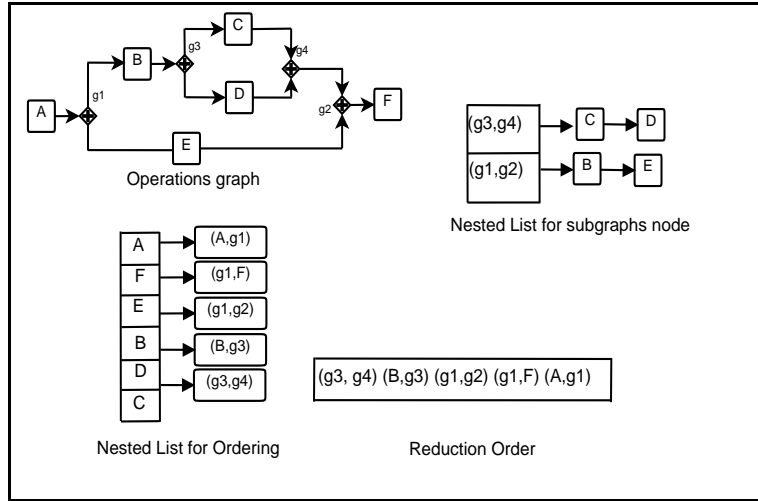 C
g3
g4
B
D
g1
A
g2
F
E
Operations graph
(g3,g4)
C
D
(g1,g2)
B
E
Nested List for subgraphs node
A
(A,g1)
F
(g1,F)
E
(g1,g2)
B
(B,g3)
D
(g3,g4)
C
Nested List for Ordering
(g3, g4) (B,g3) (g1,g2) (g1,F) (A,g1)
Reduction Order